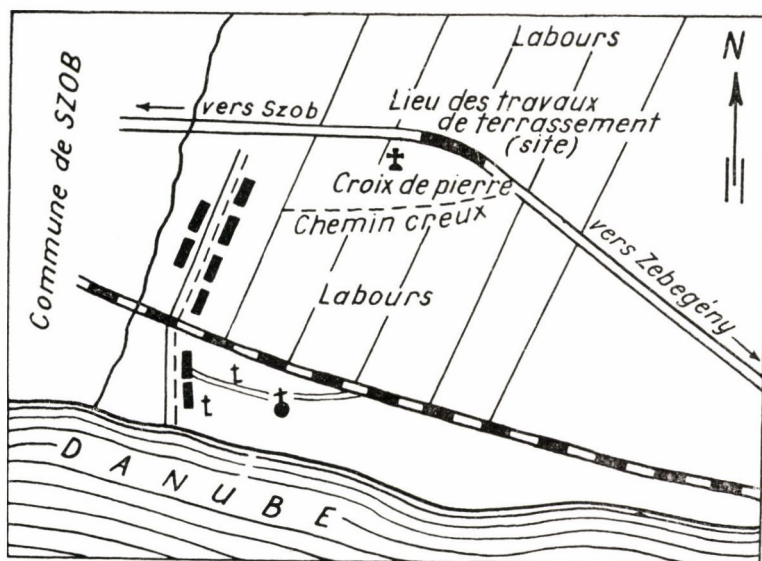 Labours
N
vers Szob
Lieu des travaux
de terrassement
(site)
Commune de SZOB
Croix de pierre
Chemin creux
vers Zebegény
Labours
t
t
DANUBE